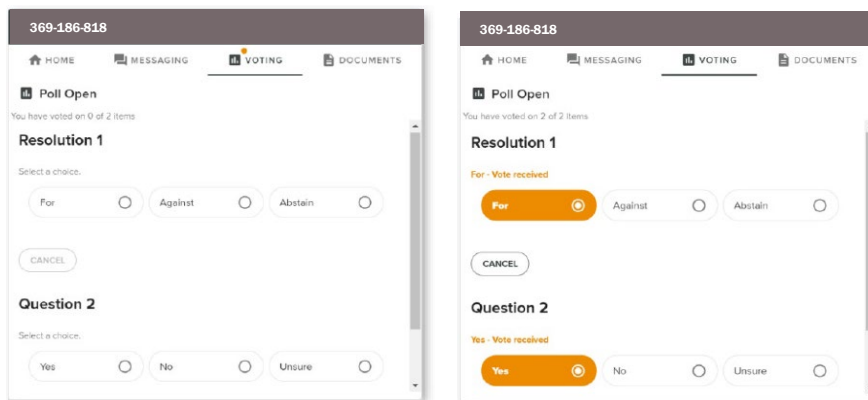 369-186-818
HOME MESSAGING VOTING DOCUMENTS
Poll Open
You have voted on 0 of 2 items
Resolution 1
Select a choice.
For Against Abstain
CANCEL
Question 2
Select a choice.
Yes No Unsure
369-186-818
HOME MESSAGING VOTING DOCUMENTS
Poll Open
You have voted on 2 of 2 items
Resolution 1
For - Vote received
For Against Abstain
CANCEL
Question 2
Yes - Vote received
Yes No Unsure